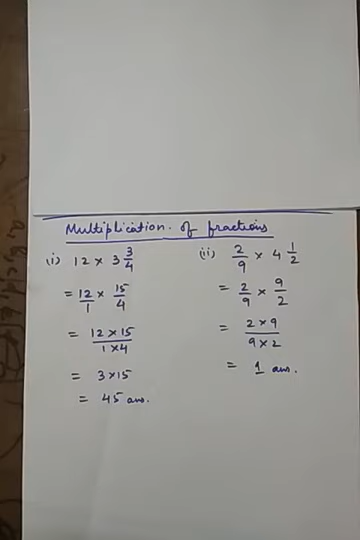 Multiplication. of fractions
(i) 12 × 3 3/4
= 12/1 × 15/4
= 12 × 15 / 1 × 4
= 3 × 15
= 45 ans.
(ii) 2/9 × 4 1/2
= 2/9 × 9/2
= 2 × 9 / 9 × 2
= 1 ans.